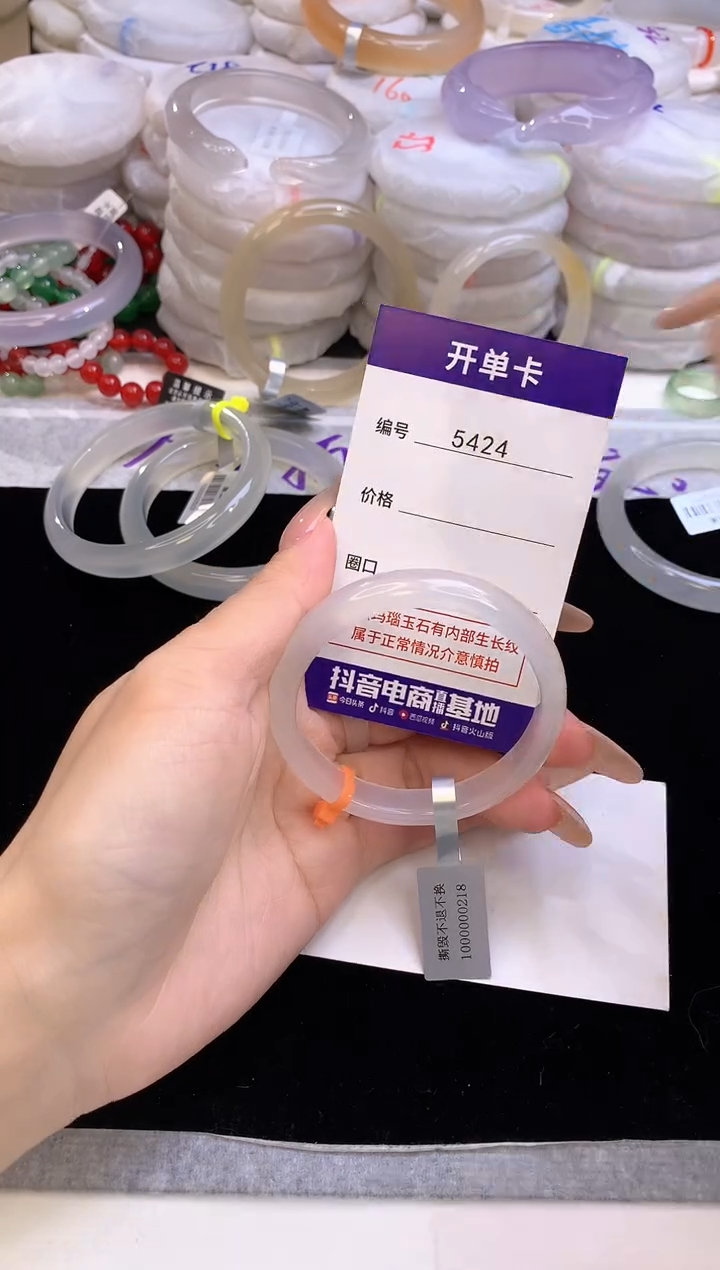 160
开单卡
编号 5424
价格
圈口
玛瑙玉石有内部生长纹
属于正常情况介意慎拍
抖音电商直播基地
今日头条 抖音 西瓜视频 抖音火山版
撕毁不退不换
1000000218